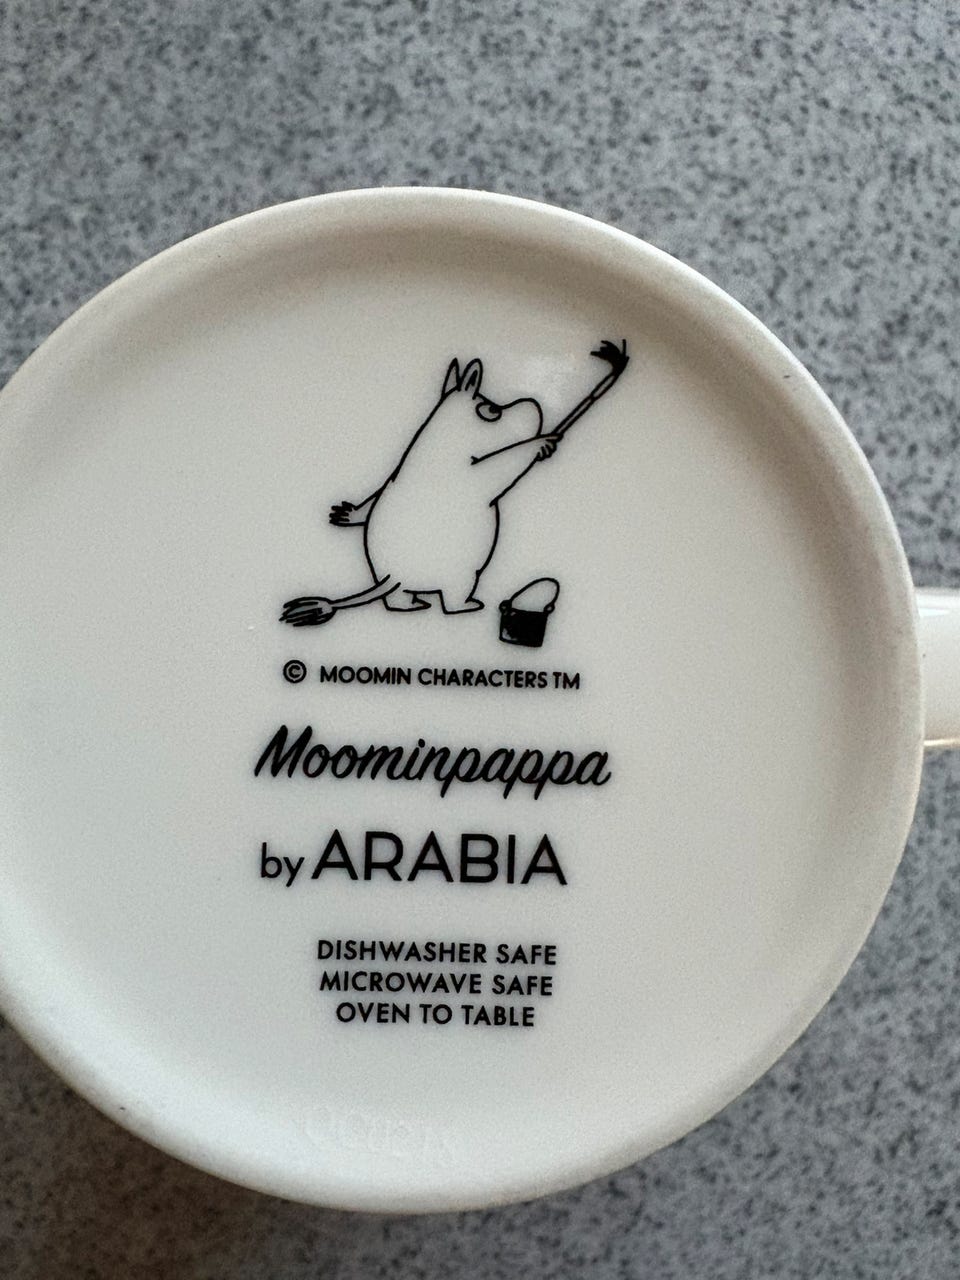 © MOOMIN CHARACTERS TM
Moominpappa
by ARABIA
DISHWASHER SAFE
MICROWAVE SAFE
OVEN TO TABLE